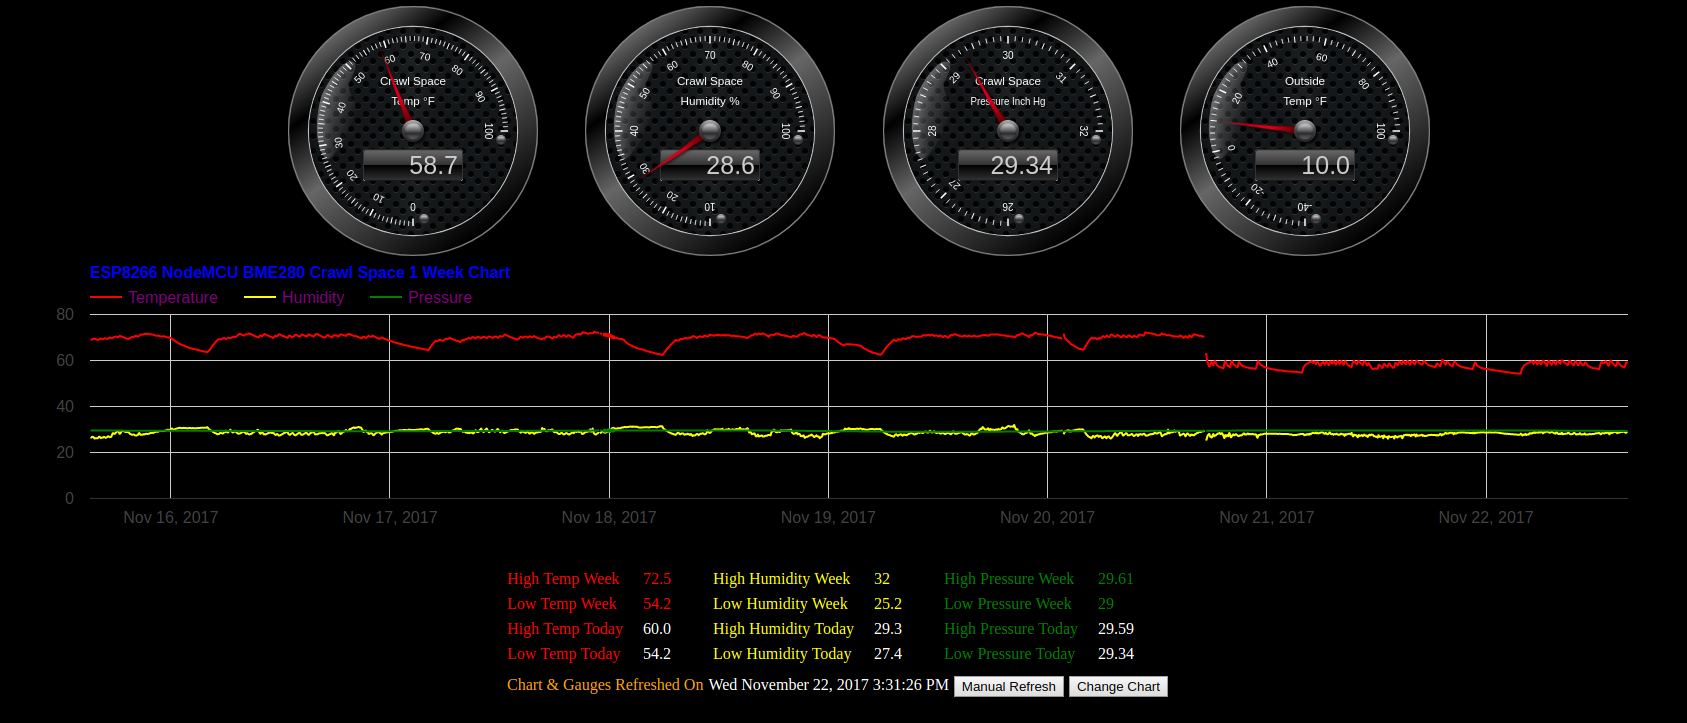 Crawl Space
Temp °F
0 10 20 30 40 50 60 70 80 90 100
58.7
Crawl Space
Humidity %
10 20 30 40 50 60 70 80 90 100
28.6
Crawl Space
Pressure Inch Hg
26 27 28 29 30 31 32
29.34
Outside
Temp °F
-40 -20 0 20 40 60 80 100
10.0
ESP8266 NodeMCU BME280 Crawl Space 1 Week Chart
Temperature Humidity Pressure
80
60
40
20
0
Nov 16, 2017 Nov 17, 2017 Nov 18, 2017 Nov 19, 2017 Nov 20, 2017 Nov 21, 2017 Nov 22, 2017
High Temp Week 72.5 High Humidity Week 32 High Pressure Week 29.61
Low Temp Week 54.2 Low Humidity Week 25.2 Low Pressure Week 29
High Temp Today 60.0 High Humidity Today 29.3 High Pressure Today 29.59
Low Temp Today 54.2 Low Humidity Today 27.4 Low Pressure Today 29.34
Chart & Gauges Refreshed On Wed November 22, 2017 3:31:26 PM Manual Refresh Change Chart